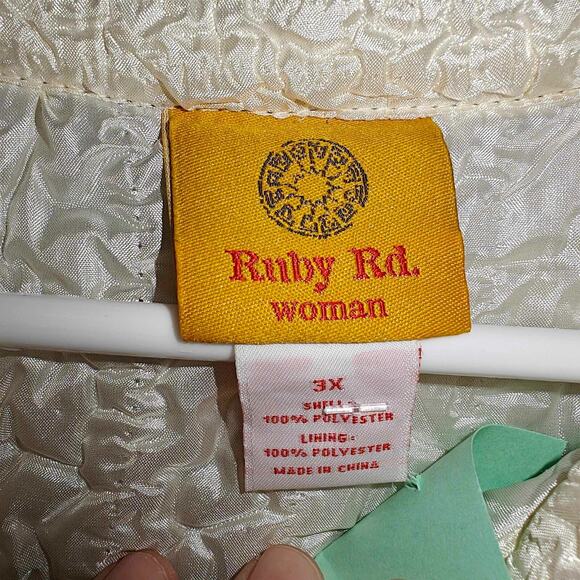 Ruby Rd.
woman
3X
SHELL:
100% POLYESTER
LINING:
100% POLYESTER
MADE IN CHINA